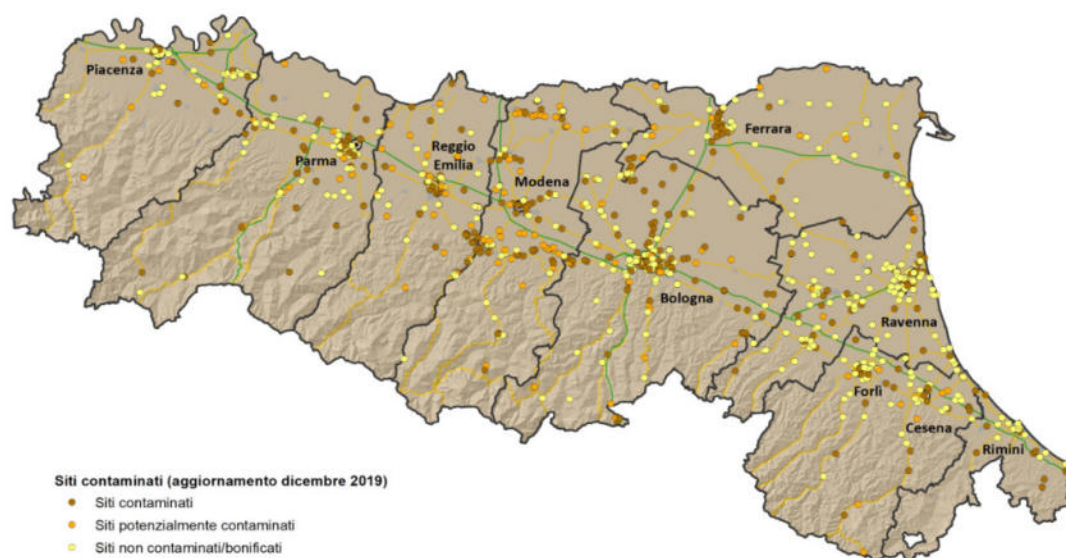 Piacenza
Parma
Reggio
Emilia
Modena
Ferrara
Bologna
Ravenna
Forlì
Cesena
Rimini
Siti contaminati (aggiornamento dicembre 2019)
Siti contaminati
Siti potenzialmente contaminati
Siti non contaminati/bonificati